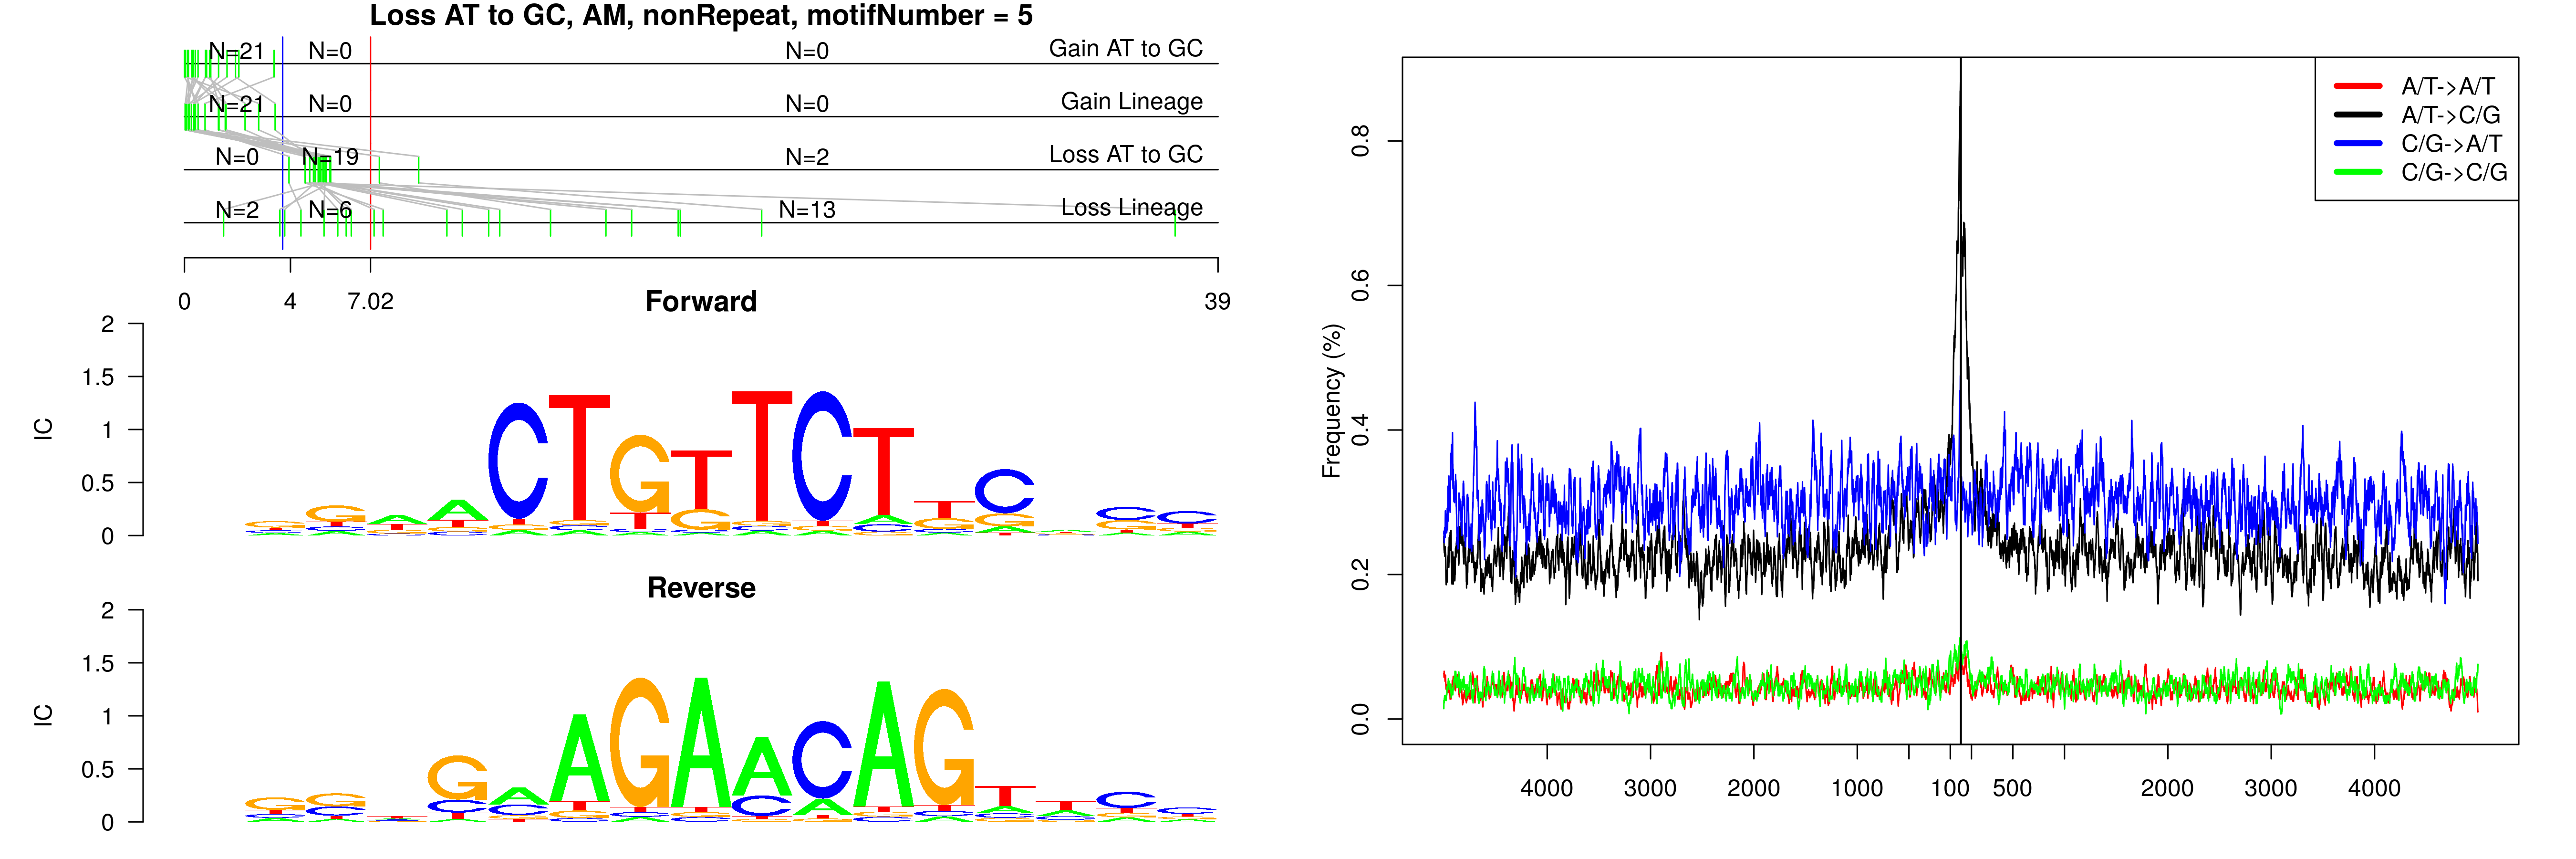 Loss AT to GC, AM, nonRepeat, motifNumber = 5
N=21 N=0 N=0 Gain AT to GC
N=21 N=0 N=0 Gain Lineage
N=0 N=19 N=2 Loss AT to GC
N=2 N=6 N=13 Loss Lineage
0 4 7.02 39
Forward
IC
2
1.5
1
0.5
0
Reverse
IC
2
1.5
1
0.5
0
A/T->A/T
A/T->C/G
C/G->A/T
C/G->C/G
Frequency (%)
0.8
0.6
0.4
0.2
0.0
4000 3000 2000 1000 100 500 2000 3000 4000